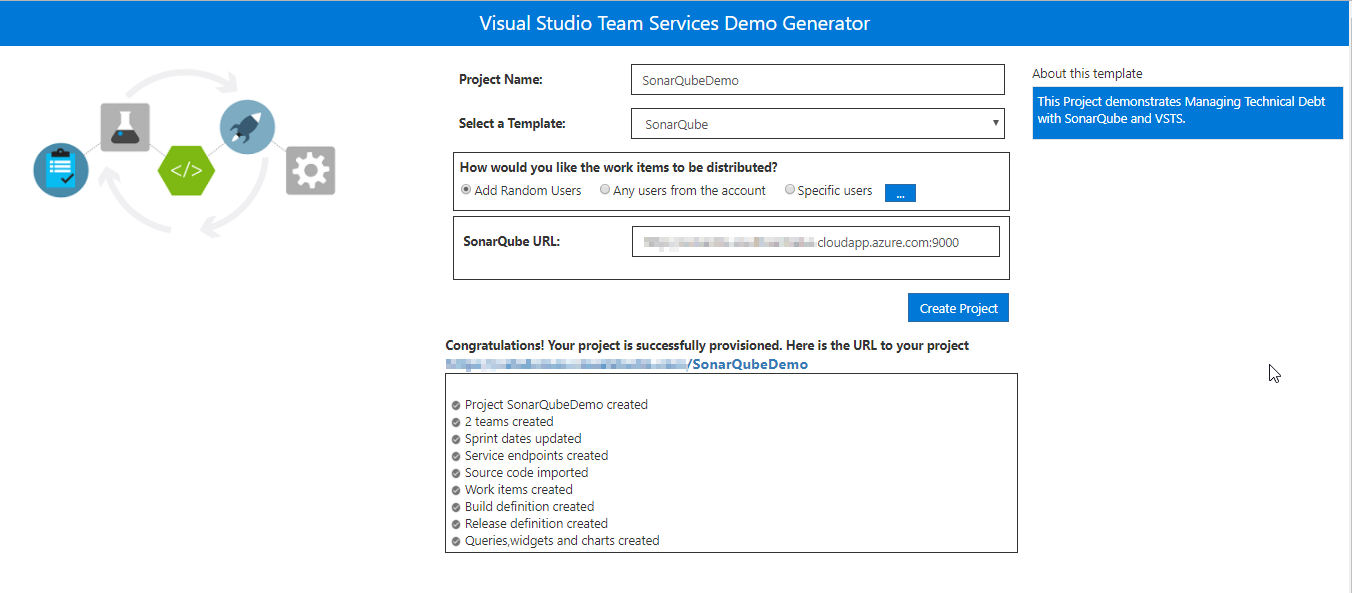 Visual Studio Team Services Demo Generator
Project Name:
SonarQubeDemo
Select a Template:
SonarQube
How would you like the work items to be distributed?
Add Random Users Any users from the account Specific users ...
SonarQube URL:
cloudapp.azure.com:9000
Create Project
About this template
This Project demonstrates Managing Technical Debt
with SonarQube and VSTS.
Congratulations! Your project is successfully provisioned. Here is the URL to your project
/SonarQubeDemo
Project SonarQubeDemo created
2 teams created
Sprint dates updated
Service endpoints created
Source code imported
Work items created
Build definition created
Release definition created
Queries,widgets and charts created